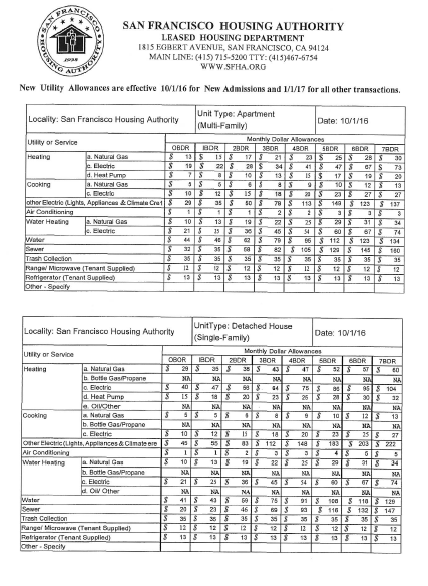 SAN FRANCISCO
HOUSING AUTHORITY
1938
SAN FRANCISCO HOUSING AUTHORITY
LEASED HOUSING DEPARTMENT
1815 EGBERT AVENUE, SAN FRANCISCO, CA 94124
MAIN LINE: (415) 715-5200 TTY: (415)467-6754
WWW.SFHA.ORG
New Utility Allowances are effective 10/1/16 for New Admissions and 1/1/17 for all other transactions.
Locality: San Francisco Housing Authority Unit Type: Apartment (Multi-Family) Date: 10/1/16
Utility or Service Monthly Dollar Allowances
0BDR 1BDR 2BDR 3BDR 4BDR 5BDR 6BDR 7BDR
Heating a. Natural Gas $ 13 $ 15 $ 17 $ 21 $ 23 $ 25 $ 28 $ 30
c. Electric $ 19 $ 22 $ 28 $ 34 $ 41 $ 47 $ 67 $ 73
d. Heat Pump $ 7 $ 8 $ 10 $ 13 $ 15 $ 17 $ 19 $ 20
Cooking a. Natural Gas $ 5 $ 5 $ 6 $ 8 $ 9 $ 10 $ 12 $ 13
c. Electric $ 10 $ 12 $ 15 $ 18 $ 20 $ 23 $ 27 $ 27
other Electric (Lights, Appliances & Climate Cre $ 29 $ 35 $ 60 $ 78 $ 113 $ 149 $ 123 $ 137
Air Conditioning $ 1 $ 1 $ 1 $ 2 $ 2 $ 3 $ 3 $ 3
Water Heating a. Natural Gas $ 10 $ 13 $ 19 $ 22 $ 25 $ 29 $ 31 $ 34
c. Electric $ 21 $ 25 $ 36 $ 45 $ 54 $ 60 $ 67 $ 74
Water $ 44 $ 46 $ 62 $ 79 $ 95 $ 112 $ 123 $ 134
Sewer $ 32 $ 35 $ 58 $ 82 $ 105 $ 129 $ 145 $ 160
Trash Collection $ 35 $ 35 $ 35 $ 35 $ 35 $ 35 $ 35 $ 35
Range/ Microwave (Tenant Supplied) $ 12 $ 12 $ 12 $ 12 $ 12 $ 12 $ 12 $ 12
Refrigerator (Tenant Supplied) $ 13 $ 13 $ 13 $ 13 $ 13 $ 13 $ 13 $ 13
Other - Specify
Locality: San Francisco Housing Authority UnitType: Detached House (Single-Family) Date: 10/1/16
Utility or Service Monthly Dollar Allowances
0BDR 1BDR 2BDR 3BDR 4BDR 5BDR 6BDR 7BDR
Heating a. Natural Gas $ 29 $ 35 $ 38 $ 43 $ 47 $ 52 $ 57 $ 60
b. Bottle Gas/Propane NA NA NA NA NA NA NA NA
c. Electric $ 40 $ 47 $ 56 $ 64 $ 75 $ 86 $ 95 $ 104
d. Heat Pump $ 15 $ 18 $ 20 $ 23 $ 25 $ 28 $ 30 $ 32
e. Oil/Other NA NA NA NA NA NA NA NA
Cooking a. Natural Gas $ 5 $ 5 $ 6 $ 8 $ 9 $ 10 $ 12 $ 13
b. Bottle Gas/Propane NA NA NA NA NA NA NA NA
c. Electric $ 10 $ 12 $ 15 $ 18 $ 20 $ 23 $ 25 $ 27
Other Electric (Lights, Appliances & Climate cre $ 45 $ 55 $ 83 $ 112 $ 148 $ 183 $ 203 $ 222
Air Conditioning $ 1 $ 1 $ 2 $ 3 $ 3 $ 4 $ 5 $ 5
Water Heating a. Natural Gas $ 10 $ 13 $ 19 $ 22 $ 25 $ 29 $ 31 $ 34
b. Bottle Gas/Propane NA NA NA NA NA NA NA NA
c. Electric $ 21 $ 25 $ 36 $ 45 $ 54 $ 60 $ 67 $ 74
d. Oil/ Other NA NA NA NA NA NA NA NA
Water $ 41 $ 43 $ 59 $ 75 $ 91 $ 108 $ 118 $ 129
Sewer $ 20 $ 23 $ 46 $ 69 $ 93 $ 116 $ 132 $ 147
Trash Collection $ 35 $ 35 $ 35 $ 35 $ 35 $ 35 $ 35 $ 35
Range/ Microwave (Tenant Supplied) $ 12 $ 12 $ 12 $ 12 $ 12 $ 12 $ 12 $ 12
Refrigerator (Tenant Supplied) $ 13 $ 13 $ 13 $ 13 $ 13 $ 13 $ 13 $ 13
Other - Specify